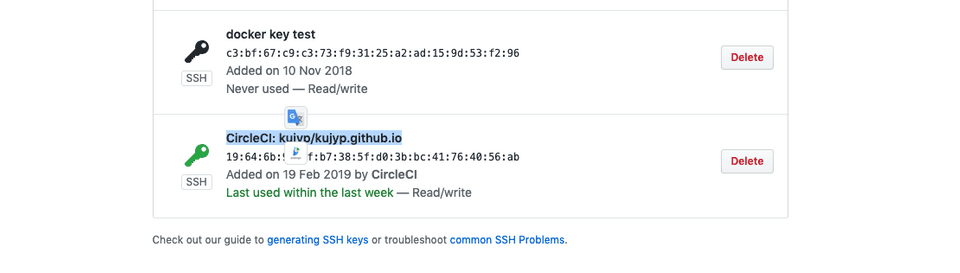 docker key test
c3:bf:67:c9:c3:73:f9:31:25:a2:ad:15:9d:53:f2:96
SSH
Added on 10 Nov 2018
Never used — Read/write
Delete
CircleCI: kujyp/kujyp.github.io
19:64:6b: f:b7:38:5f:d0:3b:bc:41:76:40:56:ab
SSH
Added on 19 Feb 2019 by CircleCI
Last used within the last week — Read/write
Delete
Check out our guide to generating SSH keys or troubleshoot common SSH Problems.